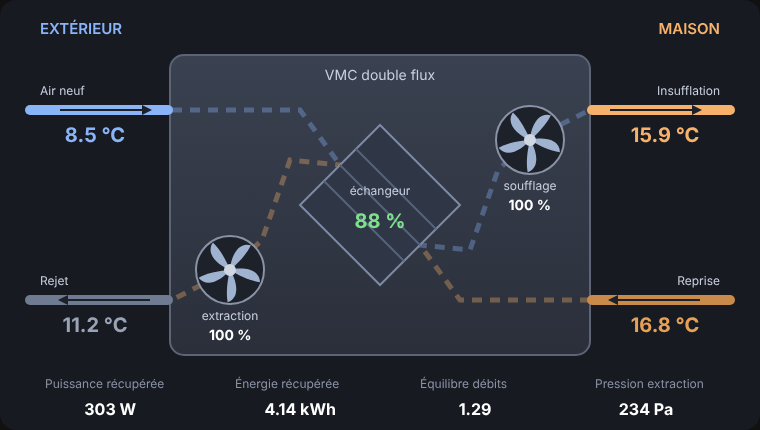 EXTÉRIEUR
MAISON
VMC double flux
Air neuf
Insufflation
8.5 °C
15.9 °C
soufflage
100 %
échangeur
88 %
Rejet
Reprise
11.2 °C
16.8 °C
extraction
100 %
Puissance récupérée
Énergie récupérée
Équilibre débits
Pression extraction
303 W
4.14 kWh
1.29
234 Pa